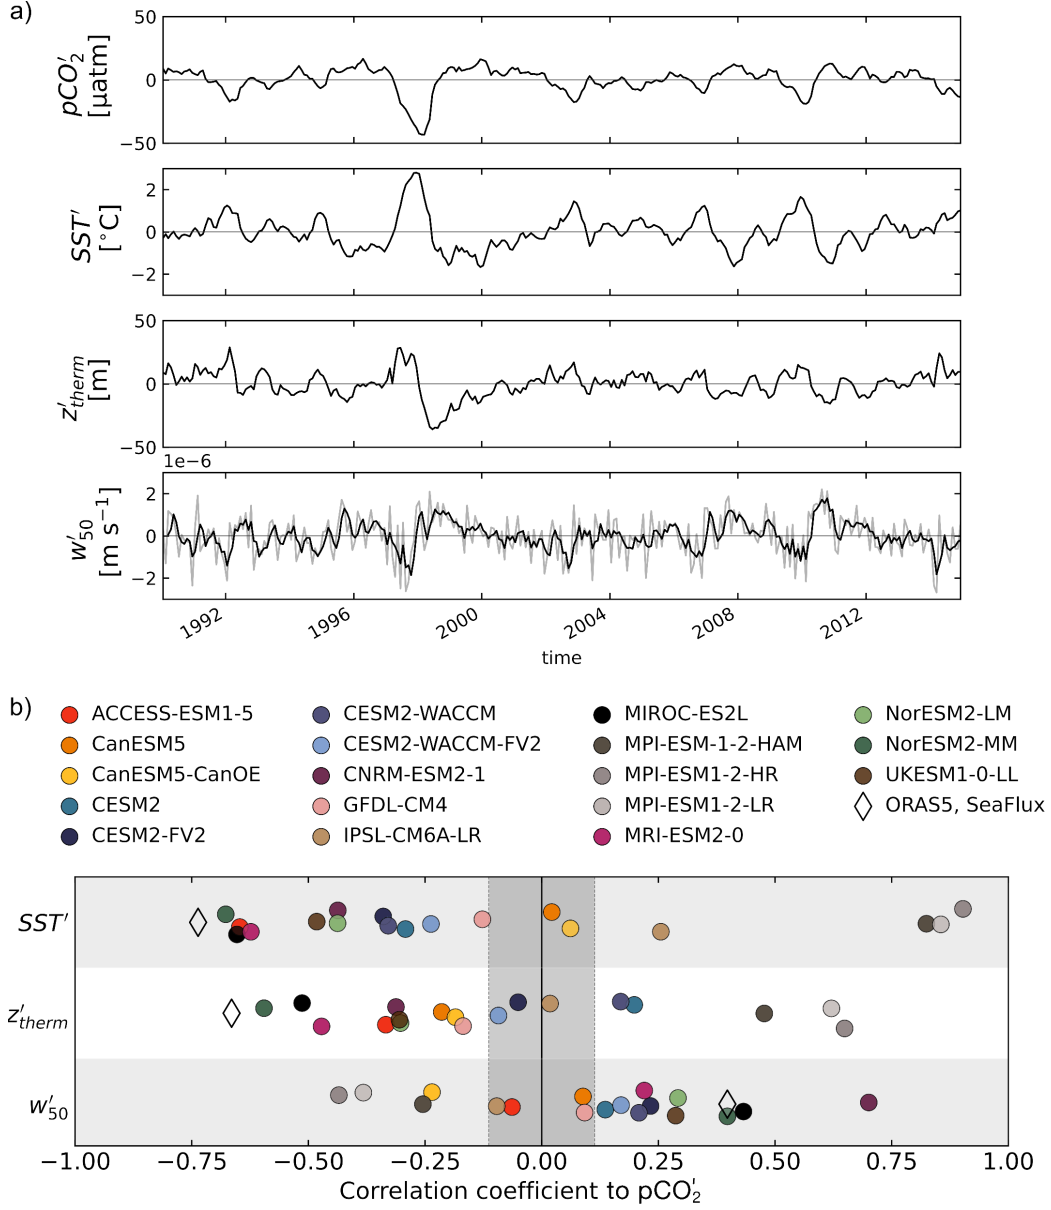 a)
pCO′₂
[μatm]
50
0
−50
SST′
[°C]
2
0
−2
z′therm
[m]
50
0
−50
1e−6
w′50
[m s⁻¹]
2
0
−2
1992
1996
2000
2004
2008
2012
time
b)
ACCESS-ESM1-5
CanESM5
CanESM5-CanOE
CESM2
CESM2-FV2
CESM2-WACCM
CESM2-WACCM-FV2
CNRM-ESM2-1
GFDL-CM4
IPSL-CM6A-LR
MIROC-ES2L
MPI-ESM-1-2-HAM
MPI-ESM1-2-HR
MPI-ESM1-2-LR
MRI-ESM2-0
NorESM2-LM
NorESM2-MM
UKESM1-0-LL
ORAS5, SeaFlux
SST′
z′therm
w′50
−1.00 −0.75 −0.50 −0.25 0.00 0.25 0.50 0.75 1.00
Correlation coefficient to pCO′₂